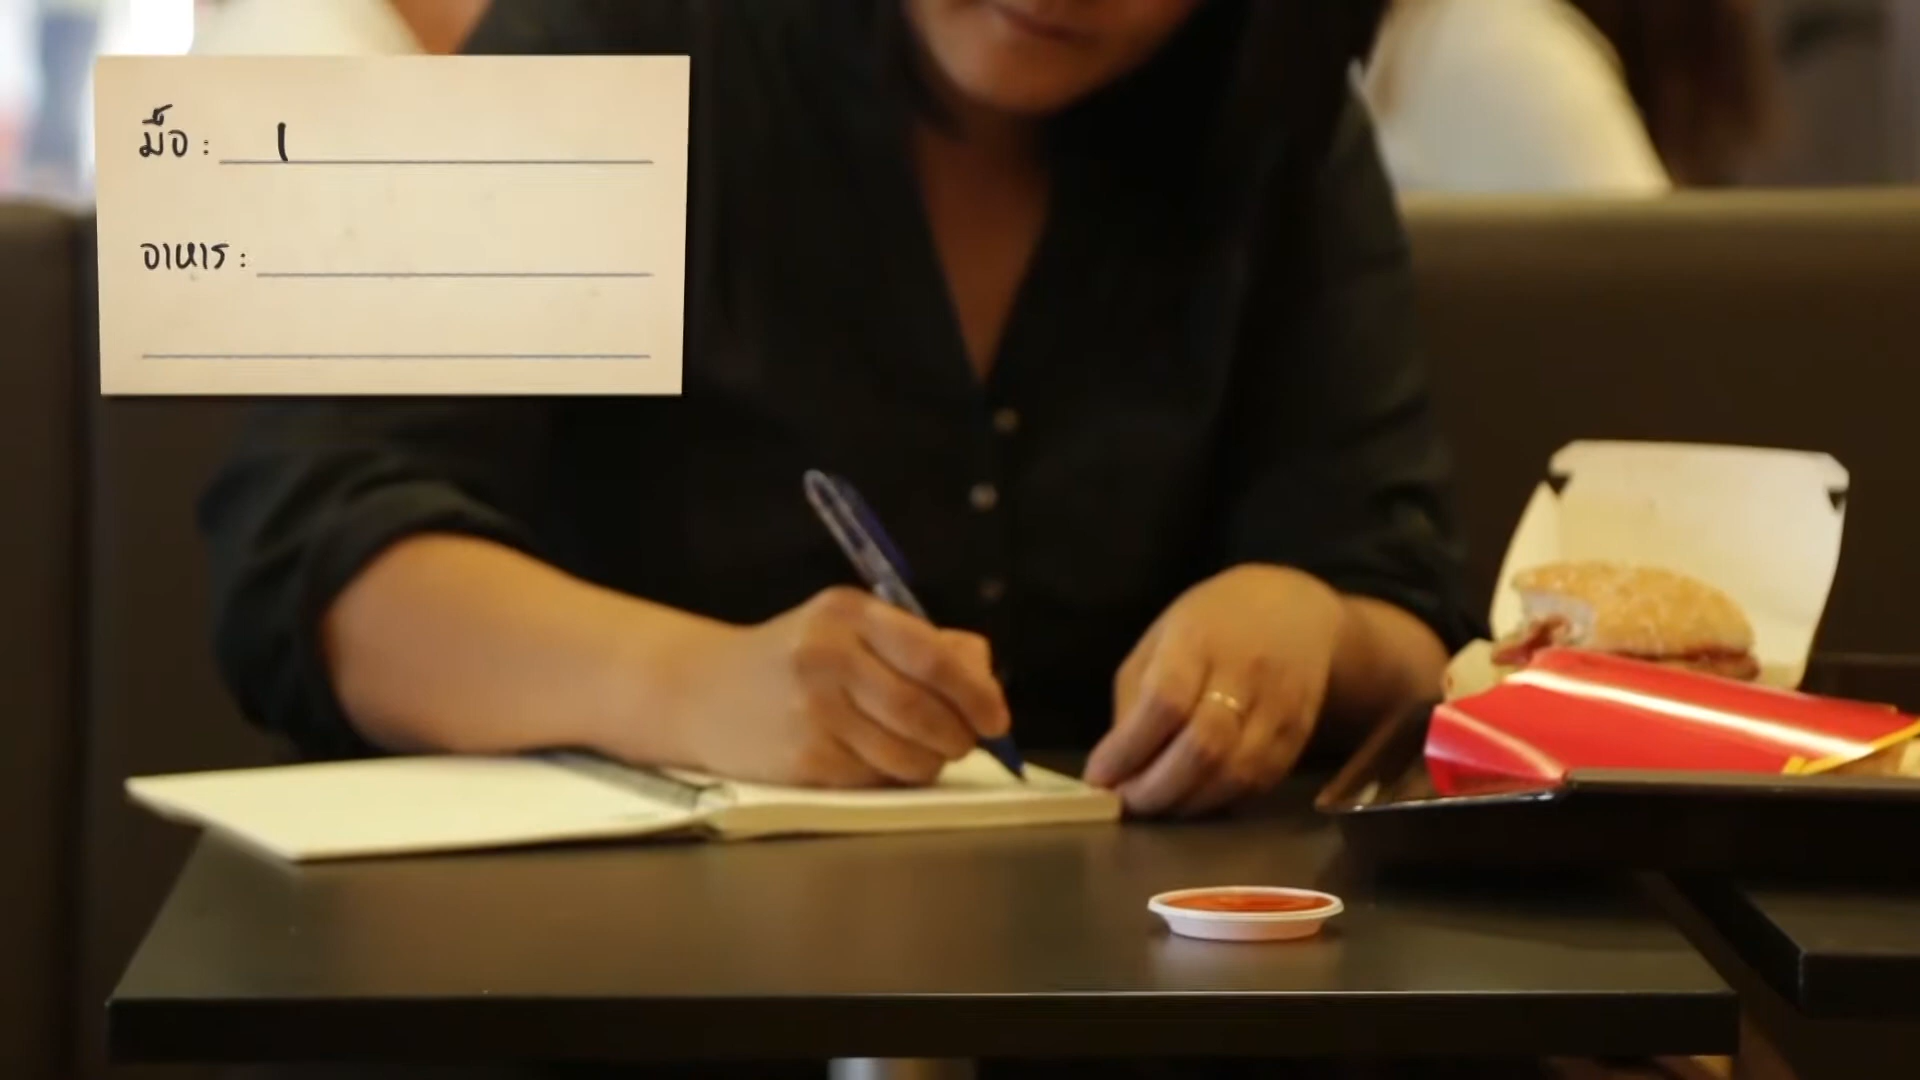 มื้อ : 1
อาหาร :